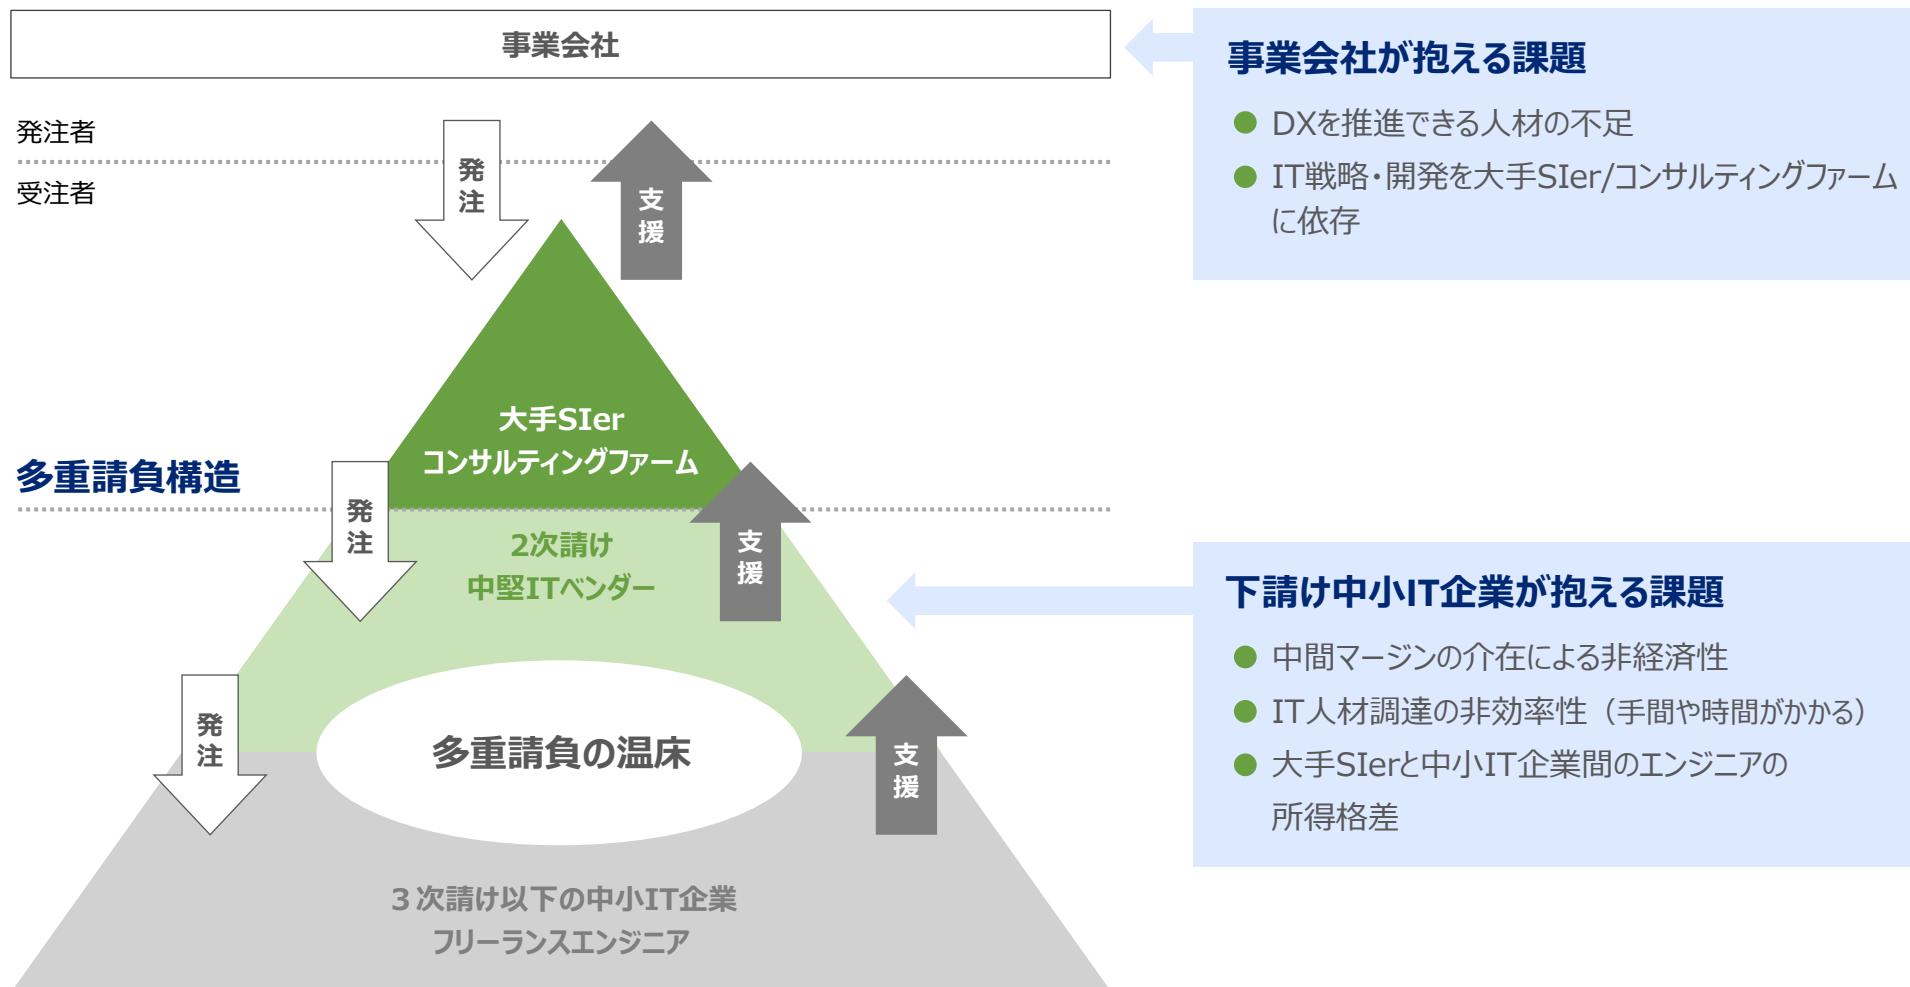 事業会社
発注者
受注者
発注
支援
大手SIer
コンサルティングファーム
多重請負構造
発注
支援
2次請け
中堅ITベンダー
発注
支援
多重請負の温床
３次請け以下の中小IT企業
フリーランスエンジニア
事業会社が抱える課題
● DXを推進できる人材の不足
● IT戦略・開発を大手SIer/コンサルティングファーム
に依存
下請け中小IT企業が抱える課題
● 中間マージンの介在による非経済性
● IT人材調達の非効率性（手間や時間がかかる）
● 大手SIerと中小IT企業間のエンジニアの
所得格差